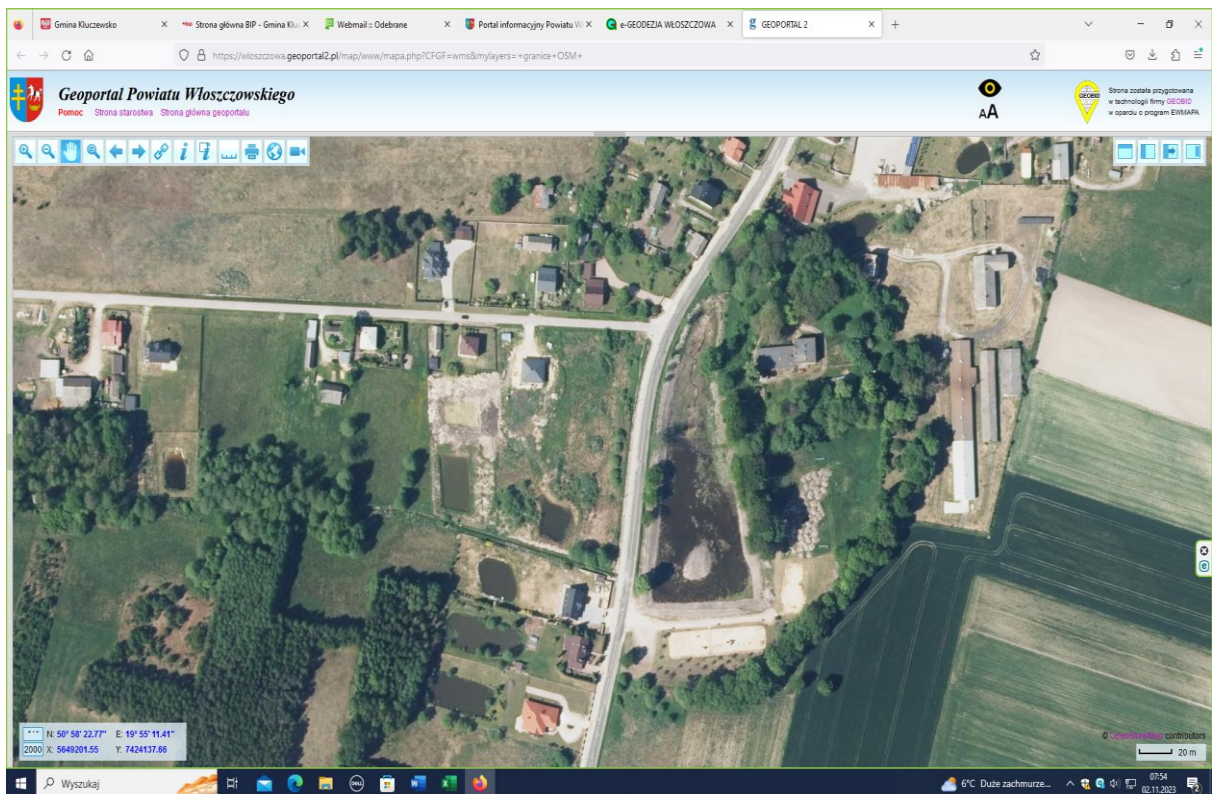 Gmina Kluczewsko
Strona główna BIP - Gmina Kluc
Webmail :: Odebrane
Portal informacyjny Powiatu Wł
e-GEODEZJA WŁOSZCZOWA
GEOPORTAL 2
https://wloszczowa.geoportal2.pl/map/www/mapa.php?CFGF=wms&mylayers=+granice+OSM+
Geoportal Powiatu Włoszczowskiego
Pomoc Strona starostwa Strona główna geoportalu
AA
GEOBID
Strona została przygotowana
w technologii firmy GEOBID
w oparciu o program EWMAPA
N: 50° 58' 22.77" E: 19° 55' 11.41"
2000 X: 5649201.55 Y: 7424137.66
© OpenStreetMap contributors
20 m
Wyszukaj
6°C Duże zachmurze...
07:54
02.11.2023